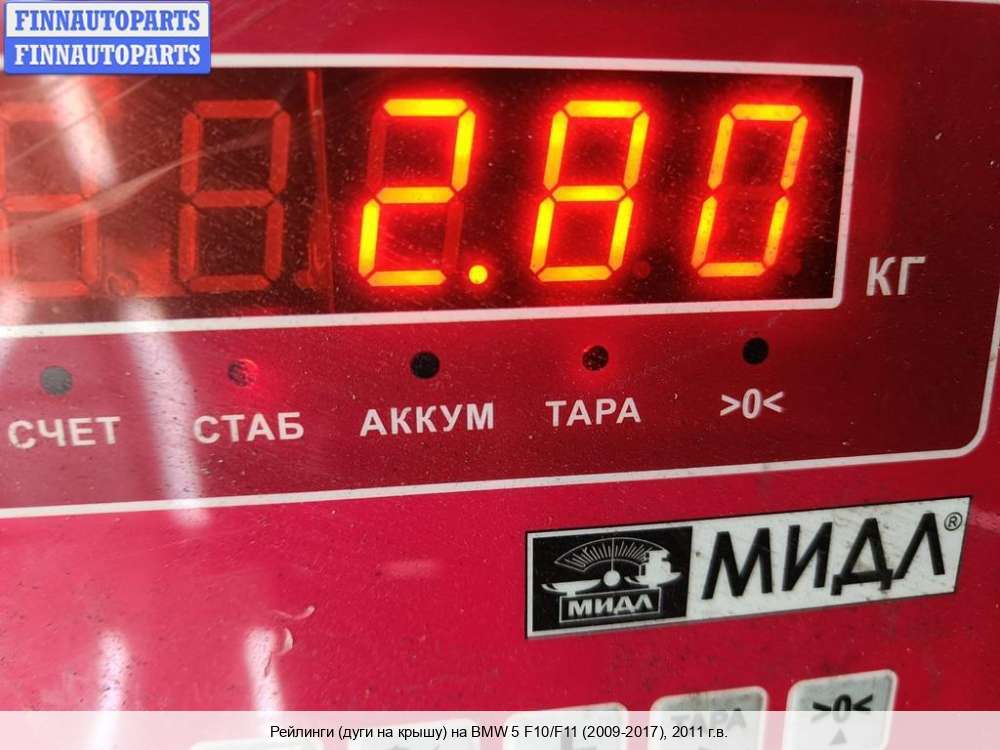 FINNAUTOPARTS
FINNAUTOPARTS
2.80
КГ
СЧЕТ СТАБ АККУМ ТАРА >0<
МИДЛ МИДЛ®
ТАРА >0<
Рейлинги (дуги на крышу) на BMW 5 F10/F11 (2009-2017), 2011 г.в.